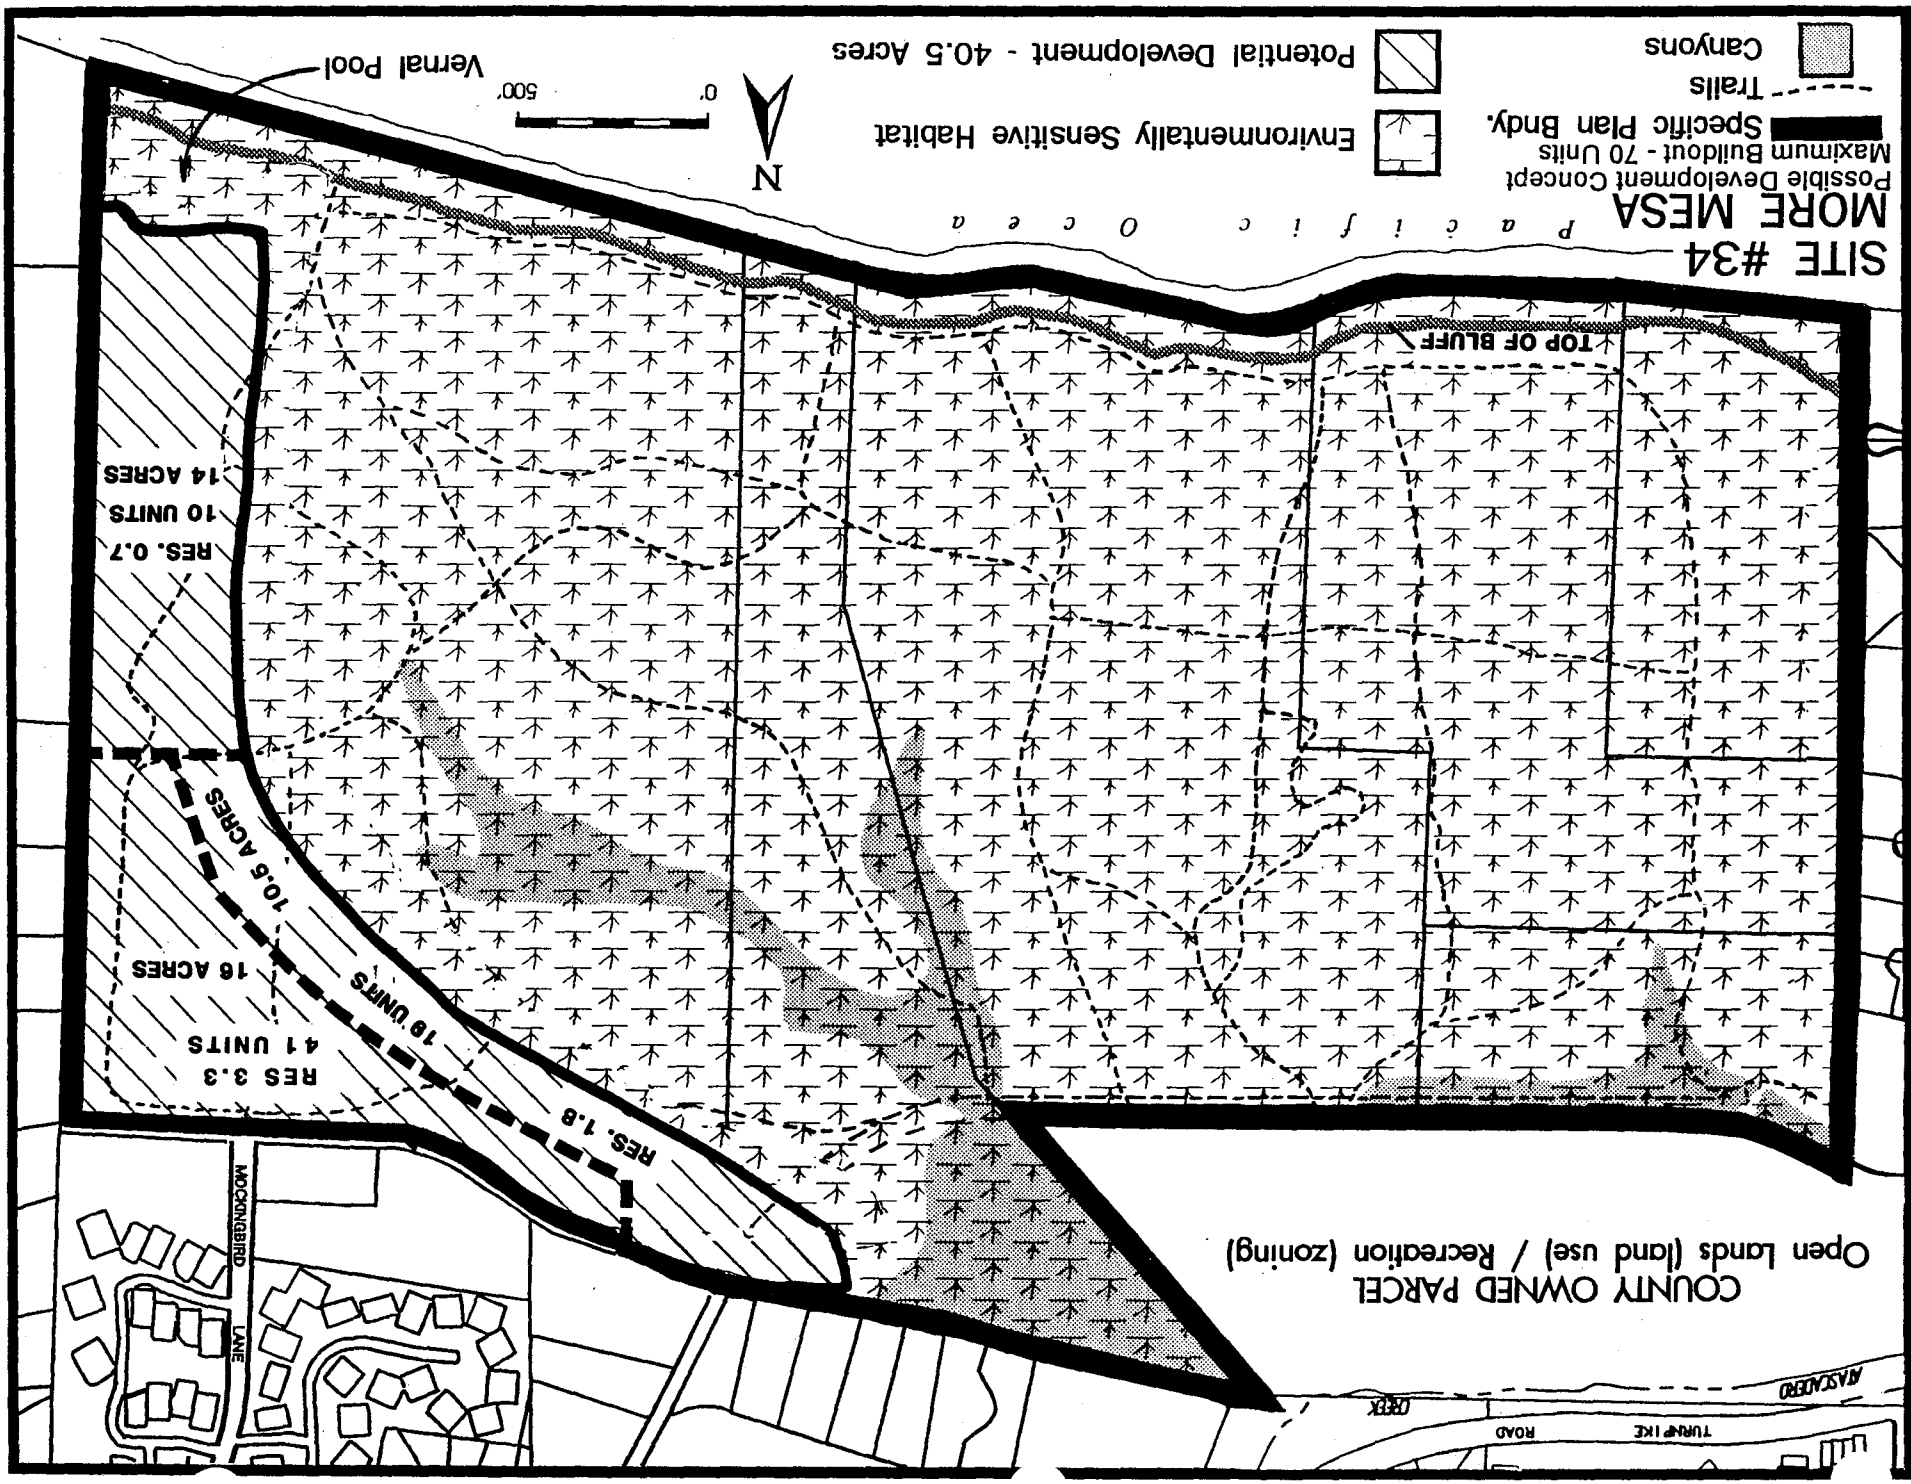 TURNPIKE ROAD
ATASCADERO CREEK
COUNTY OWNED PARCEL
Open Lands (land use) / Recreation (zoning)
MOCKINGBIRD LANE
RES. 1.8
19 UNITS
10.5 ACRES
RES 3.3
41 UNITS
16 ACRES
RES. 0.7
10 UNITS
14 ACRES
TOP OF BLUFF
Pacific Ocean
SITE #34
MORE MESA
Possible Development Concept
Maximum Buildout - 70 Units
Specific Plan Bndy.
Trails
Canyons
Environmentally Sensitive Habitat
Potential Development - 40.5 Acres
N
0' 500'
Vernal Pool